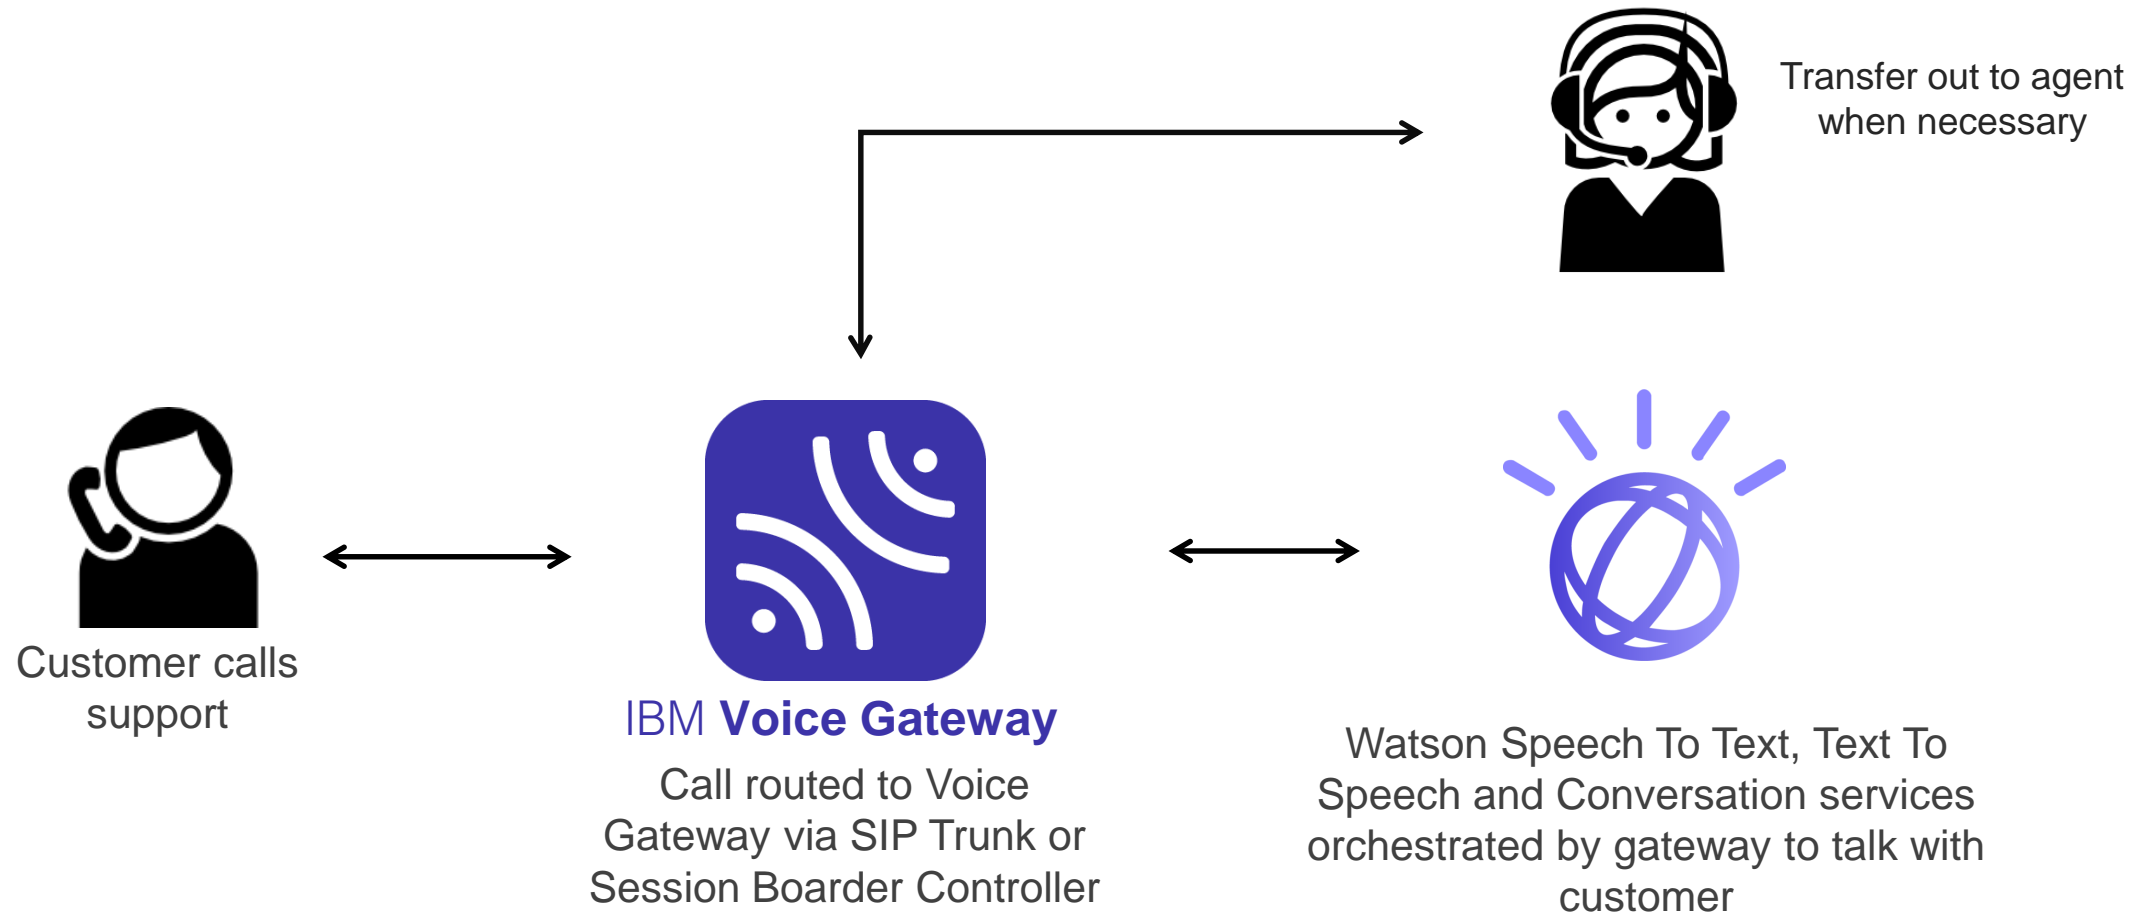 Transfer out to agent
when necessary
Customer calls
support
IBM Voice Gateway
Call routed to Voice
Gateway via SIP Trunk or
Session Boarder Controller
Watson Speech To Text, Text To
Speech and Conversation services
orchestrated by gateway to talk with
customer